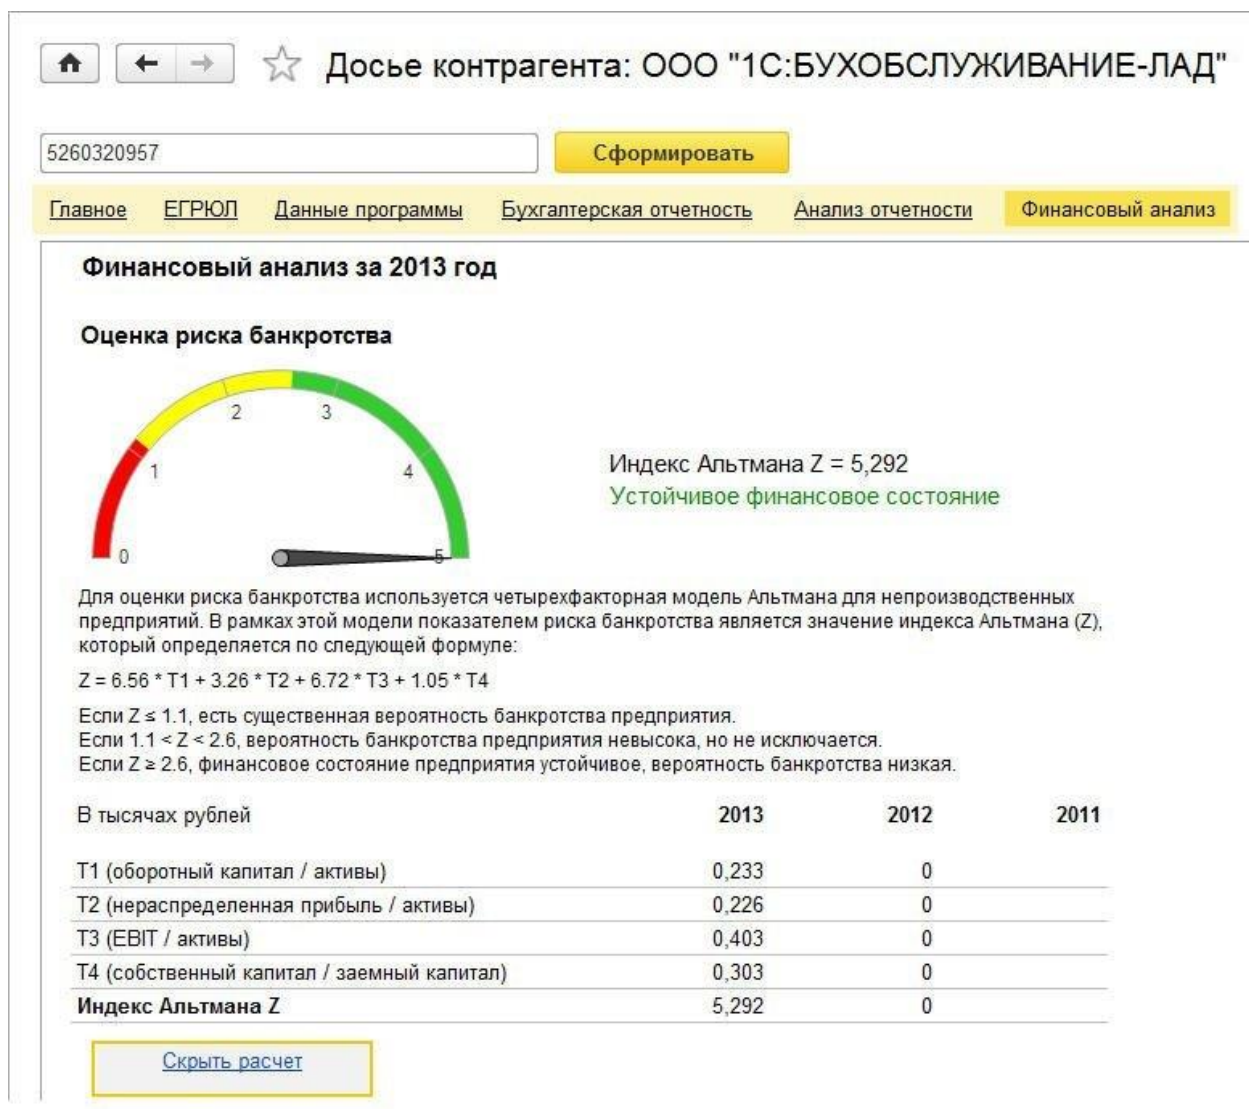 Досье контрагента: ООО "1С:БУХОБСЛУЖИВАНИЕ-ЛАД"
5260320957 Сформировать
Главное ЕГРЮЛ Данные программы Бухгалтерская отчетность Анализ отчетности Финансовый анализ
Финансовый анализ за 2013 год
Оценка риска банкротства
2 3
1 4
0 5
Индекс Альтмана Z = 5,292
Устойчивое финансовое состояние
Для оценки риска банкротства используется четырехфакторная модель Альтмана для непроизводственных
предприятий. В рамках этой модели показателем риска банкротства является значение индекса Альтмана (Z),
который определяется по следующей формуле:
Z = 6.56 * T1 + 3.26 * T2 + 6.72 * T3 + 1.05 * T4
Если Z ≤ 1.1, есть существенная вероятность банкротства предприятия.
Если 1.1 < Z < 2.6, вероятность банкротства предприятия невысока, но не исключается.
Если Z ≥ 2.6, финансовое состояние предприятия устойчивое, вероятность банкротства низкая.
В тысячах рублей 2013 2012 2011
T1 (оборотный капитал / активы) 0,233 0
T2 (нераспределенная прибыль / активы) 0,226 0
T3 (EBIT / активы) 0,403 0
T4 (собственный капитал / заемный капитал) 0,303 0
Индекс Альтмана Z 5,292 0
Скрыть расчет